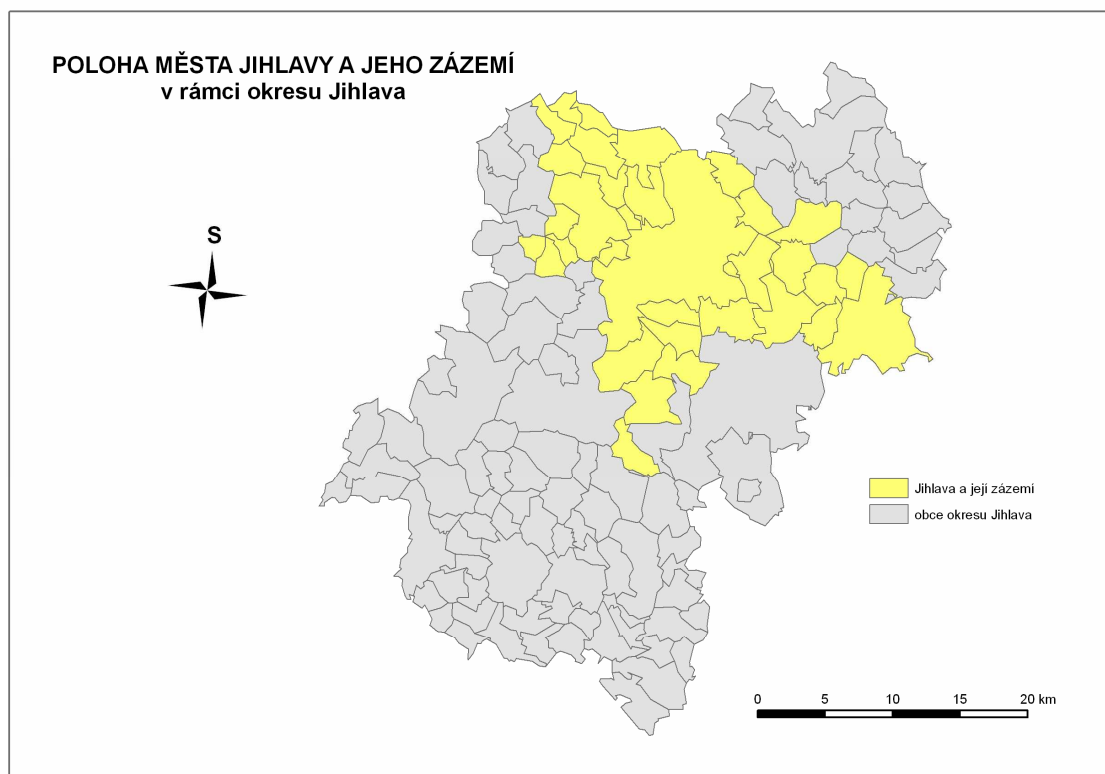 POLOHA MĚSTA JIHLAVY A JEHO ZÁZEMÍ
v rámci okresu Jihlava
S
Jihlava a její zázemí
obce okresu Jihlava
0 5 10 15 20 km